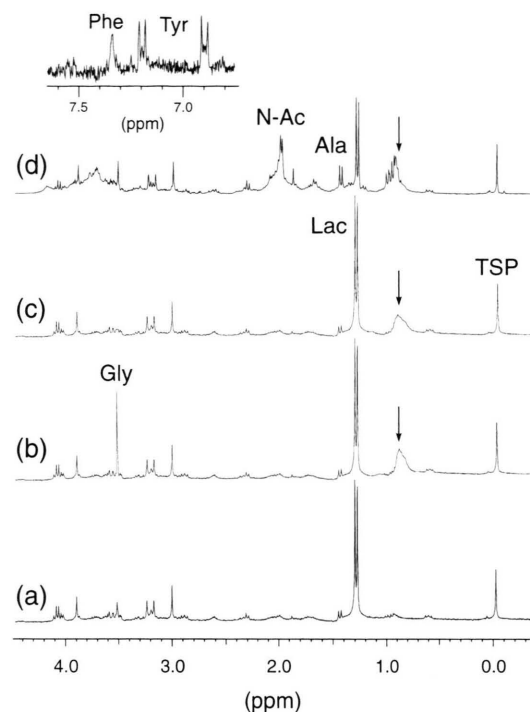 Phe Tyr
7.5 7.0
(ppm)
N-Ac
Ala
(d)
Lac
TSP
(c)
Gly
(b)
(a)
4.0 3.0 2.0 1.0 0.0
(ppm)